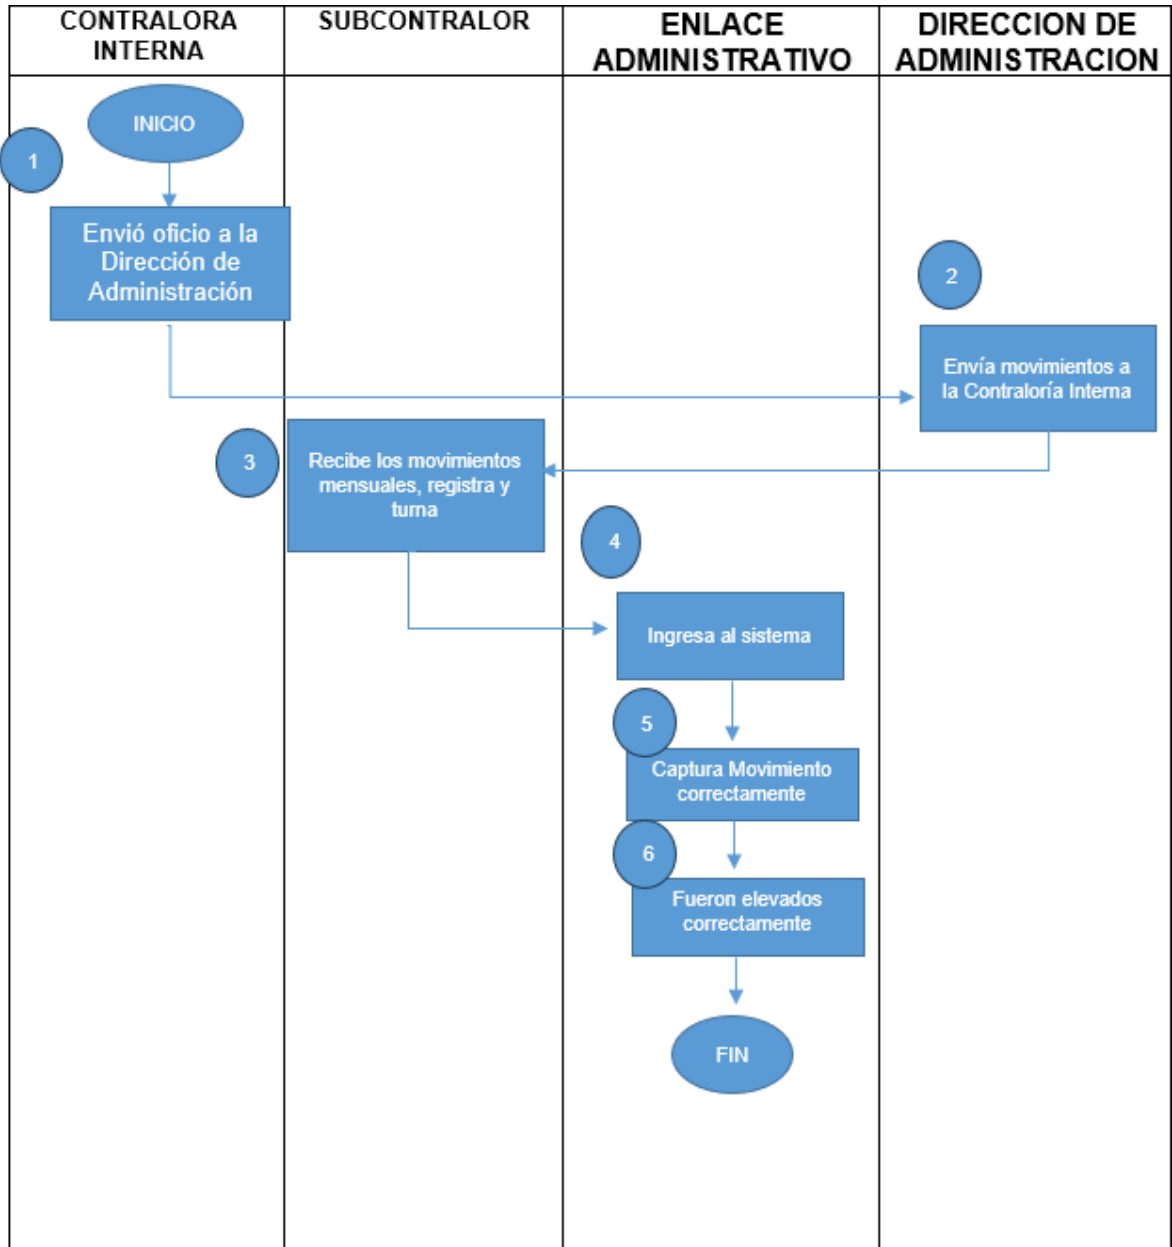 CONTRALORA
INTERNA
SUBCONTRALOR
ENLACE
ADMINISTRATIVO
DIRECCION DE
ADMINISTRACION
INICIO
1
Envió oficio a la
Dirección de
Administración
2
Envía movimientos a
la Contraloría Interna
3
Recibe los movimientos
mensuales, registra y
turna
4
Ingresa al sistema
5
Captura Movimiento
correctamente
6
Fueron elevados
correctamente
FIN